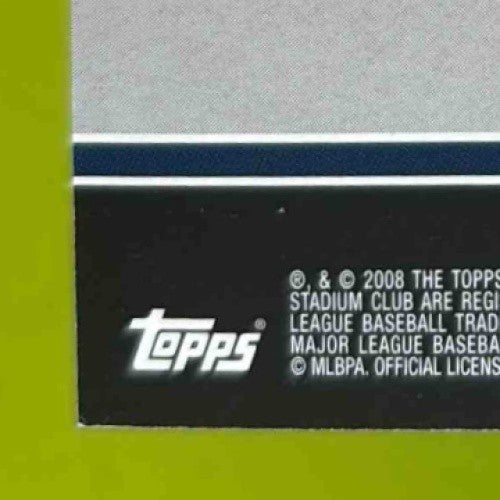 ®, & © 2008 THE TOPPS
STADIUM CLUB ARE REGI
LEAGUE BASEBALL TRAD
MAJOR LEAGUE BASEBA
© MLBPA. OFFICIAL LICENS
Topps®